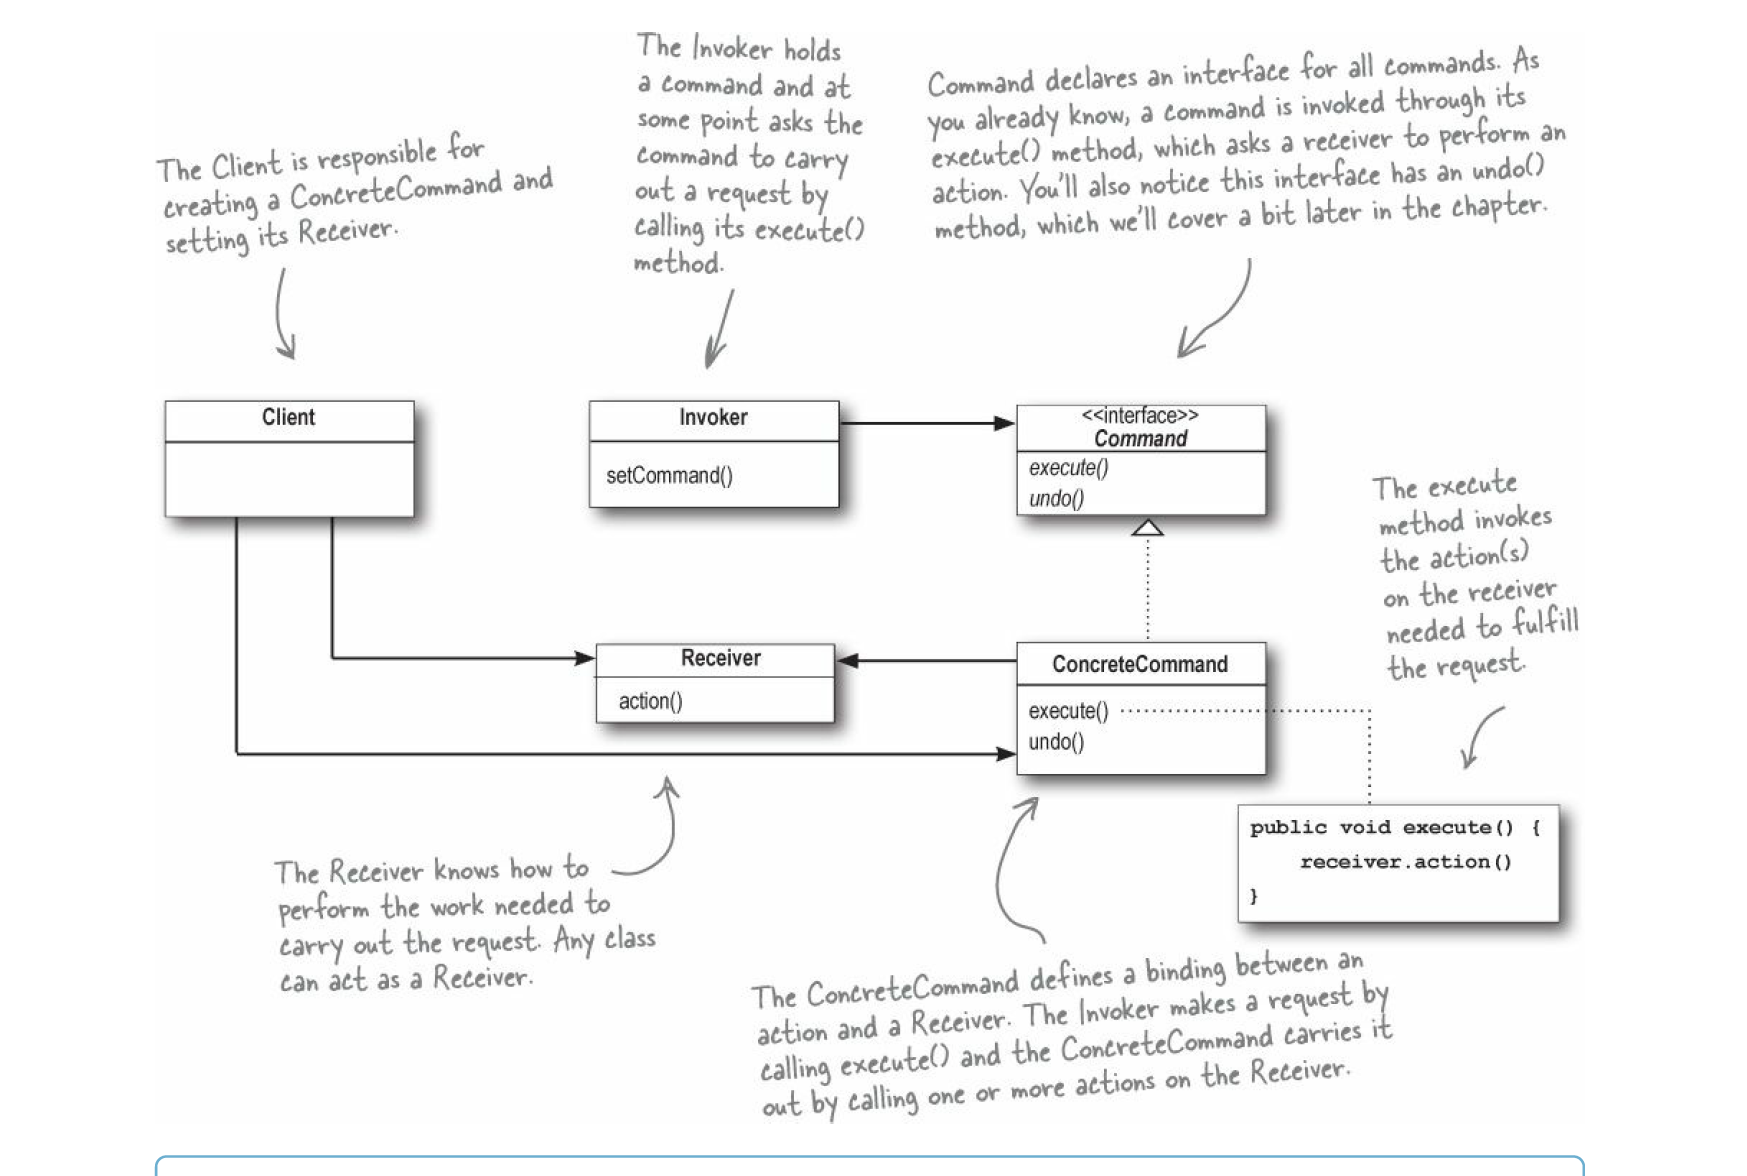 The Invoker holds
a command and at
some point asks the
command to carry
out a request by
calling its execute()
method.
Command declares an interface for all commands. As
you already know, a command is invoked through its
execute() method, which asks a receiver to perform an
action. You'll also notice this interface has an undo()
method, which we'll cover a bit later in the chapter.
The Client is responsible for
creating a ConcreteCommand and
setting its Receiver.
Client
Invoker
setCommand()
<<interface>>
Command
execute()
undo()
The execute
method invokes
the action(s)
on the receiver
needed to fulfill
the request.
Receiver
action()
ConcreteCommand
execute()
undo()
public void execute() {
receiver.action()
}
The Receiver knows how to
perform the work needed to
carry out the request. Any class
can act as a Receiver.
The ConcreteCommand defines a binding between an
action and a Receiver. The Invoker makes a request by
calling execute() and the ConcreteCommand carries it
out by calling one or more actions on the Receiver.